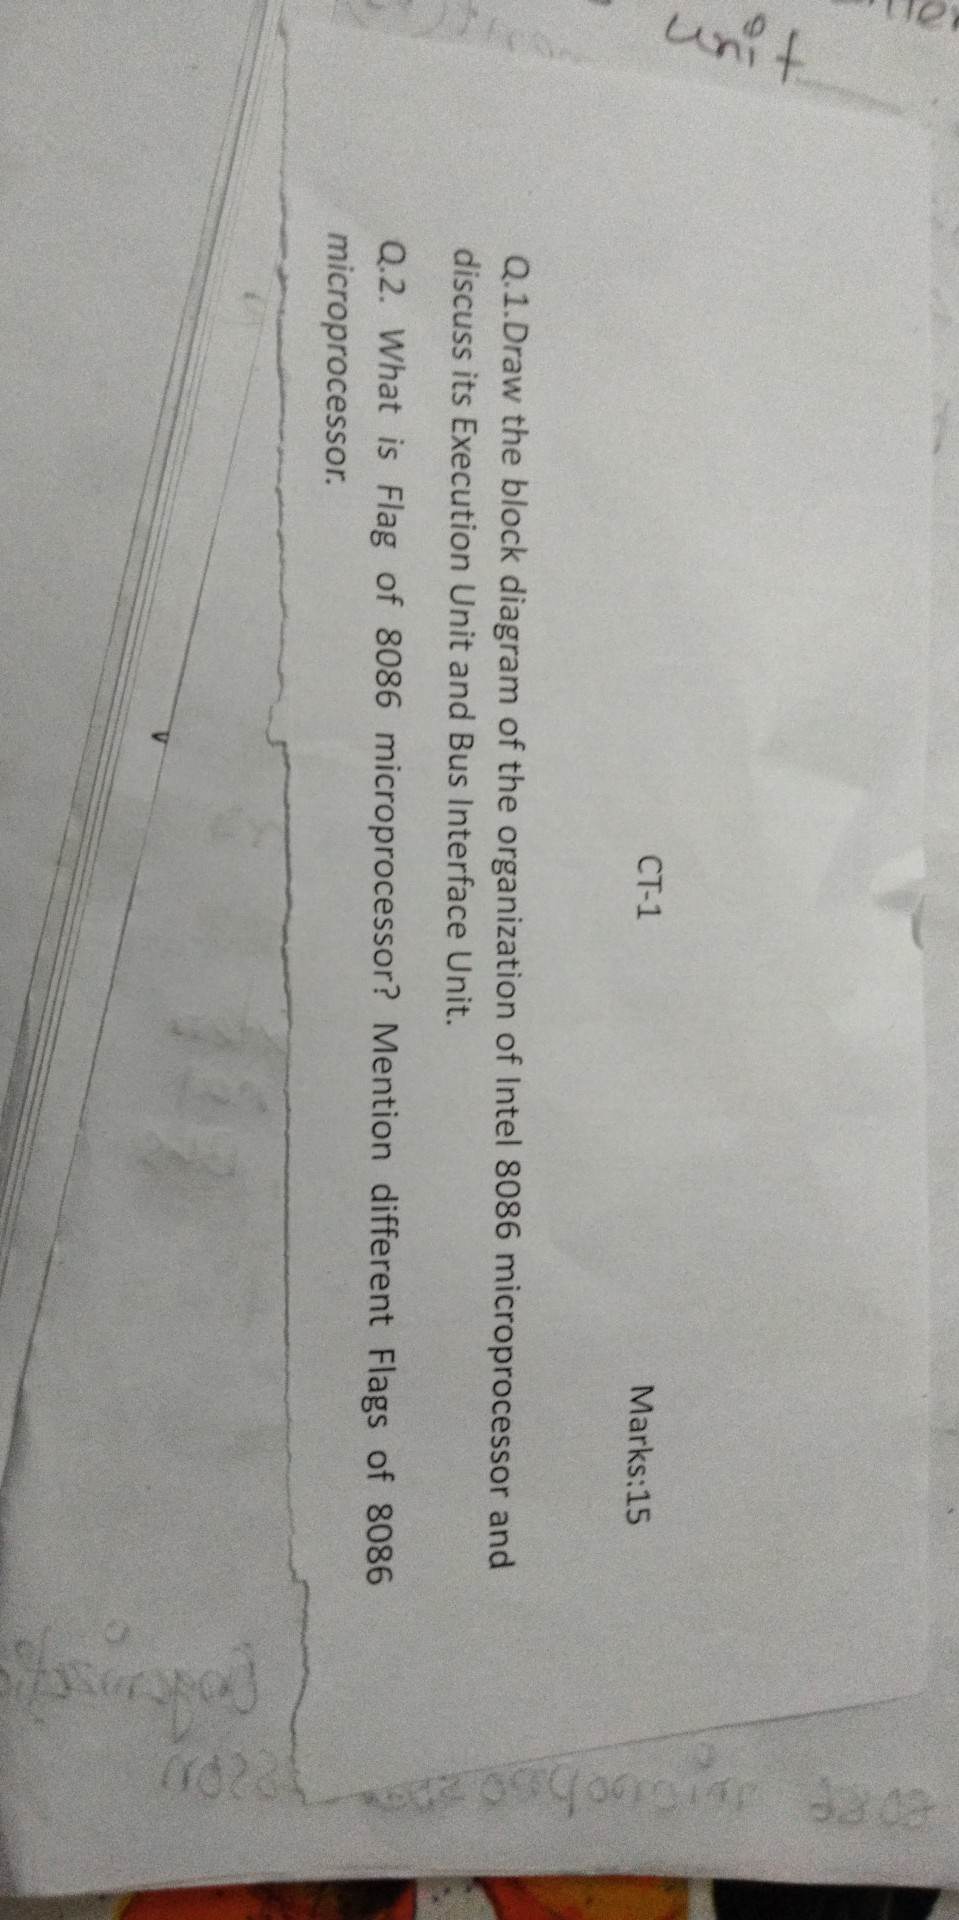 unit
CT-1
Marks:15
Q.1.Draw the block diagram of the organization of Intel 8086 microprocessor and
discuss its Execution Unit and Bus Interface Unit.
Q.2. What is Flag of 8086 microprocessor? Mention different Flags of 8086
microprocessor.